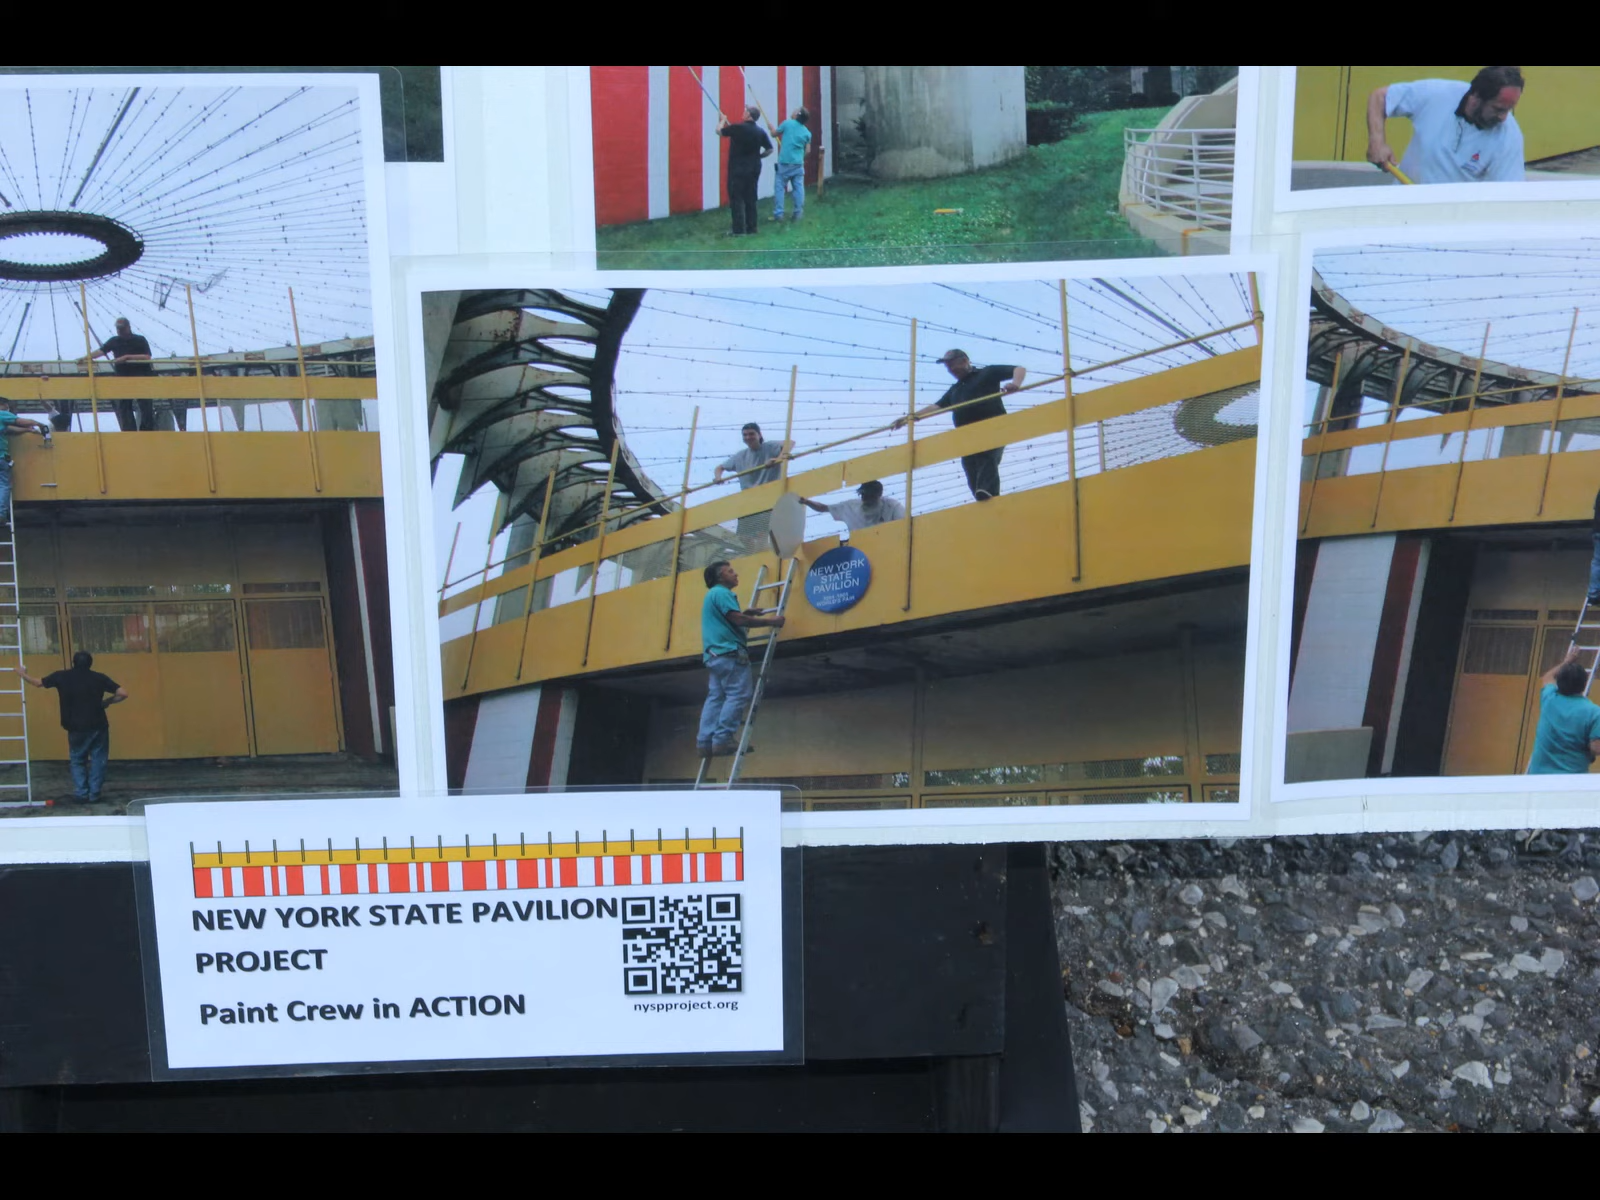 NEW YORK
STATE
PAVILION
NEW YORK STATE PAVILION
PROJECT
Paint Crew in ACTION
nyspproject.org